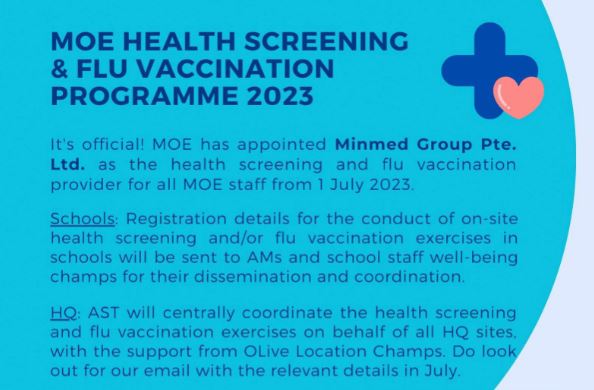 MOE HEALTH SCREENING
& FLU VACCINATION
PROGRAMME 2023
It's official! MOE has appointed Minmed Group Pte.
Ltd. as the health screening and flu vaccination
provider for all MOE staff from 1 July 2023.
Schools: Registration details for the conduct of on-site
health screening and/or flu vaccination exercises in
schools will be sent to AMs and school staff well-being
champs for their dissemination and coordination.
HQ: AST will centrally coordinate the health screening
and flu vaccination exercises on behalf of all HQ sites,
with the support from OLive Location Champs. Do look
out for our email with the relevant details in July.